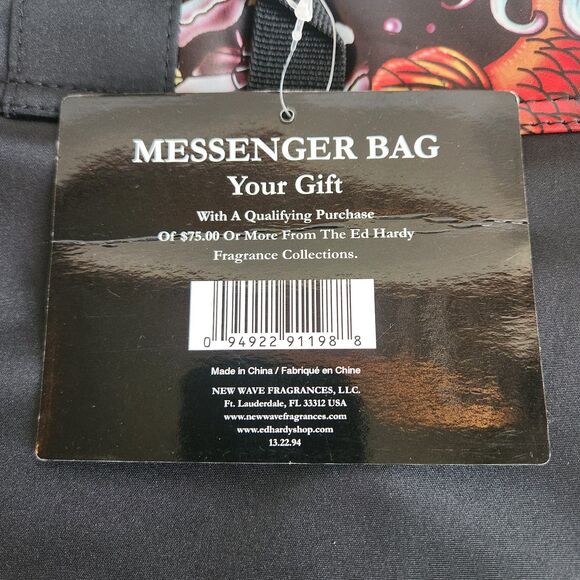 MESSENGER BAG
Your Gift
With A Qualifying Purchase
Of $75.00 Or More From The Ed Hardy
Fragrance Collections.
0 94922 91198 8
Made in China / Fabriqué en Chine
NEW WAVE FRAGRANCES, LLC.
Ft. Lauderdale, FL 33312 USA
www.newwavefragrances.com
www.edhardyshop.com
13.22.94